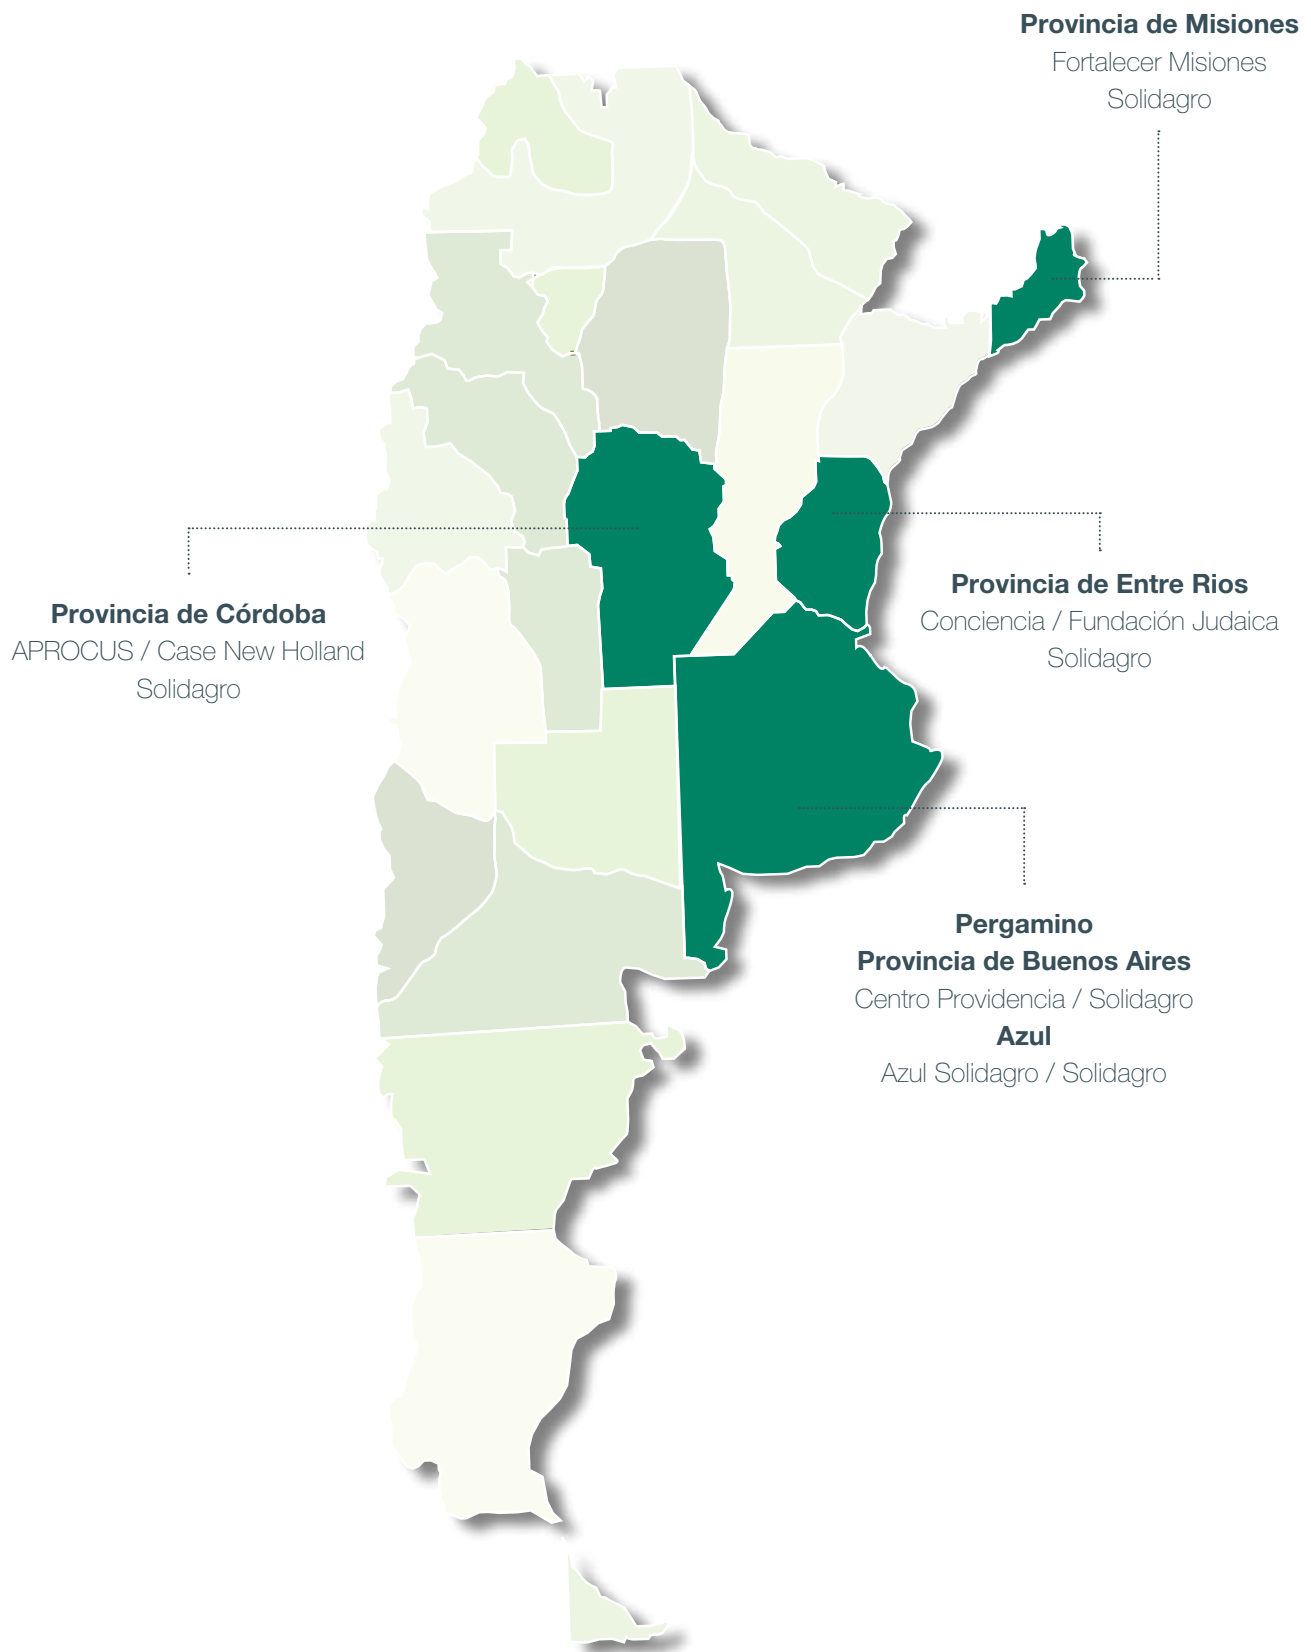 Provincia de Misiones
Fortalecer Misiones
Solidagro
Provincia de Córdoba
APROCUS / Case New Holland
Solidagro
Provincia de Entre Rios
Conciencia / Fundación Judaica
Solidagro
Pergamino
Provincia de Buenos Aires
Centro Providencia / Solidagro
Azul
Azul Solidagro / Solidagro